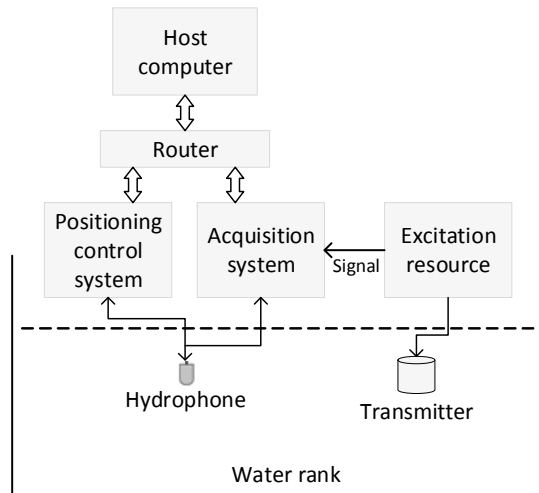 Host
computer
Router
Positioning
control
system
Acquisition
system
Signal
Excitation
resource
Hydrophone
Transmitter
Water rank